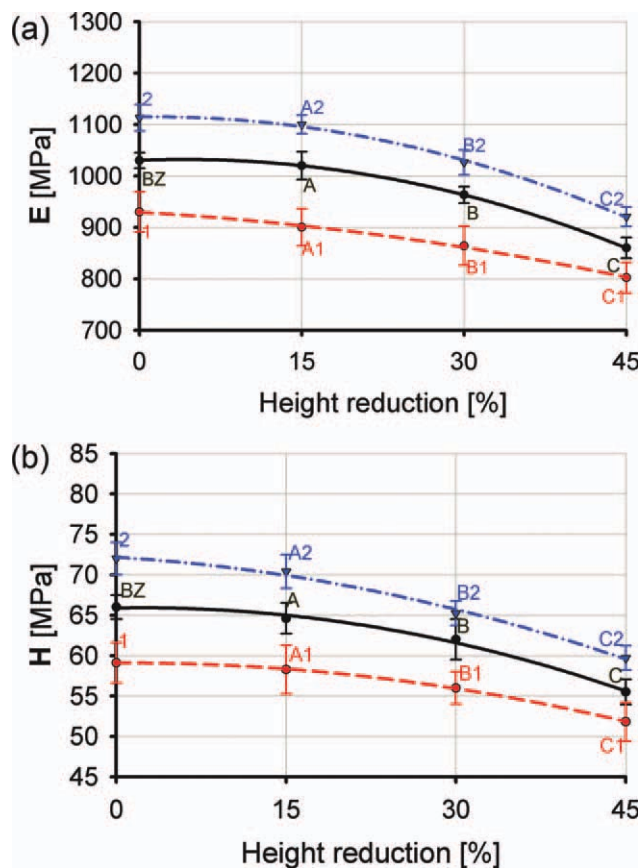 (a)
1300
1200
1100
1000
900
800
700
E [MPa]
2
A2
B2
C2
BZ
A
B
C
1
A1
B1
C1
0 15 30 45
Height reduction [%]
(b)
85
80
75
70
65
60
55
50
45
H [MPa]
2
A2
B2
C2
BZ
A
B
C
1
A1
B1
C1
0 15 30 45
Height reduction [%]